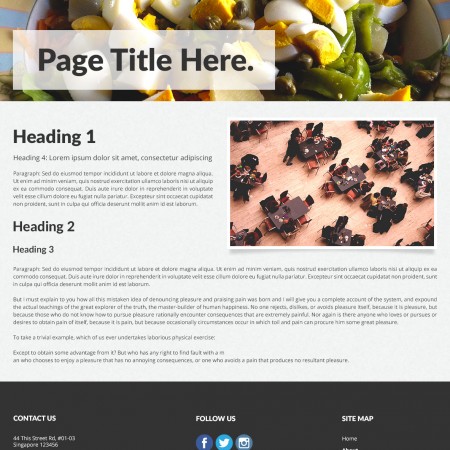 Page Title Here.
Heading 1
Heading 4: Lorem ipsum dolor sit amet, consectetur adipiscing
Paragraph: Sed do eiusmod tempor incididunt ut labore et dolore magna aliqua.
Ut enim ad minim veniam, quis nostrud exercitation ullamco laboris nisi ut aliquip
ex ea commodo consequat. Duis aute irure dolor in reprehenderit in voluptate
velit esse cillum dolore eu fugiat nulla pariatur. Excepteur sint occaecat cupidatat
non proident, sunt in culpa qui officia deserunt mollit anim id est laborum.
Heading 2
Heading 3
Paragraph: Sed do eiusmod tempor incididunt ut labore et dolore magna aliqua. Ut enim ad minim veniam, quis nostrud exercitation ullamco laboris nisi ut aliquip ex ea commodo
consequat. Duis aute irure dolor in reprehenderit in voluptate velit esse cillum dolore eu fugiat nulla pariatur. Excepteur sint occaecat cupidatat non proident, sunt in culpa qui
officia deserunt mollit anim id est laborum.
But I must explain to you how all this mistaken idea of denouncing pleasure and praising pain was born and I will give you a complete account of the system, and expound
the actual teachings of the great explorer of the truth, the master-builder of human happiness. No one rejects, dislikes, or avoids pleasure itself, because it is pleasure, but
because those who do not know how to pursue pleasure rationally encounter consequences that are extremely painful. Nor again is there anyone who loves or pursues or
desires to obtain pain of itself, because it is pain, but because occasionally circumstances occur in which toil and pain can procure him some great pleasure.
To take a trivial example, which of us ever undertakes laborious physical exercise:
Except to obtain some advantage from it? But who has any right to find fault with a m
an who chooses to enjoy a pleasure that has no annoying consequences, or one who avoids a pain that produces no resultant pleasure.
CONTACT US
FOLLOW US
SITE MAP
44 This Street Rd, #01-03
Singapore 123456
Home
About